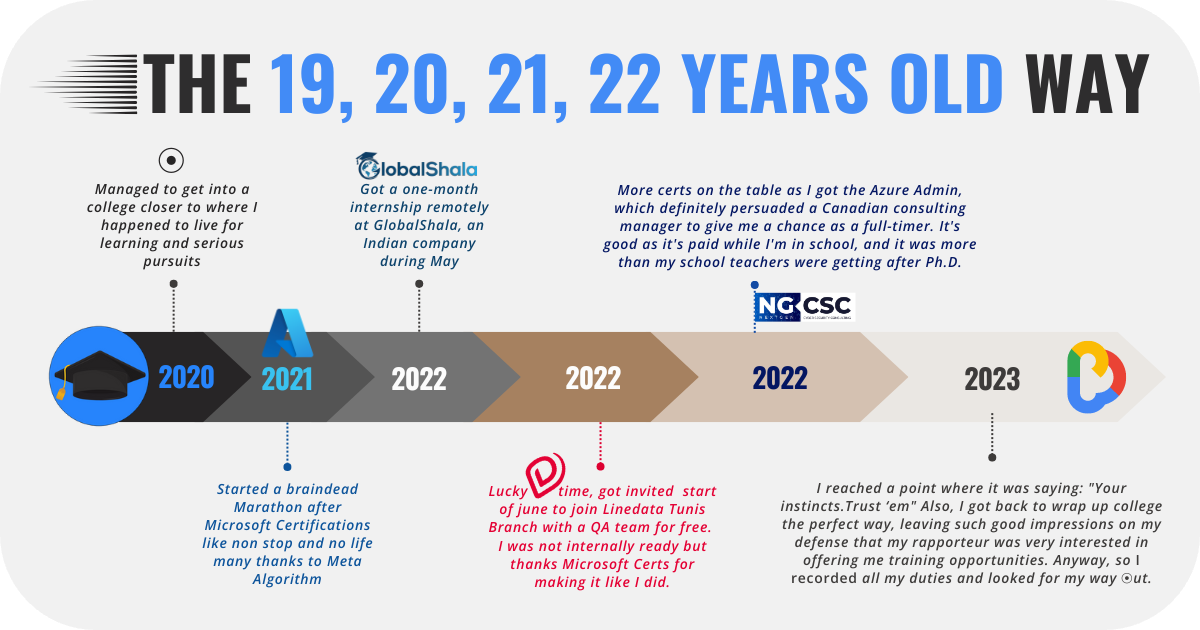 THE 19, 20, 21, 22 YEARS OLD WAY
Managed to get into a
college closer to where I
happened to live for
learning and serious
pursuits
GlobalShala
Got a one-month
internship remotely
at GlobalShala, an
Indian company
during May
More certs on the table as I got the Azure Admin,
which definitely persuaded a Canadian consulting
manager to give me a chance as a full-timer. It's
good as it's paid while I'm in school, and it was more
than my school teachers were getting after Ph.D.
NG CSC
NEXTGEN
2020
2021
2022
2022
2022
2023
Started a braindead
Marathon after
Microsoft Certifications
like non stop and no life
many thanks to Meta
Algorithm
Lucky time, got invited start
of june to join Linedata Tunis
Branch with a QA team for free.
I was not internally ready but
thanks Microsoft Certs for
making it like I did.
I reached a point where it was saying: "Your
instincts.Trust ‘em" Also, I got back to wrap up college
the perfect way, leaving such good impressions on my
defense that my rapporteur was very interested in
offering me training opportunities. Anyway, so I
recorded all my duties and looked for my way ☉ut.